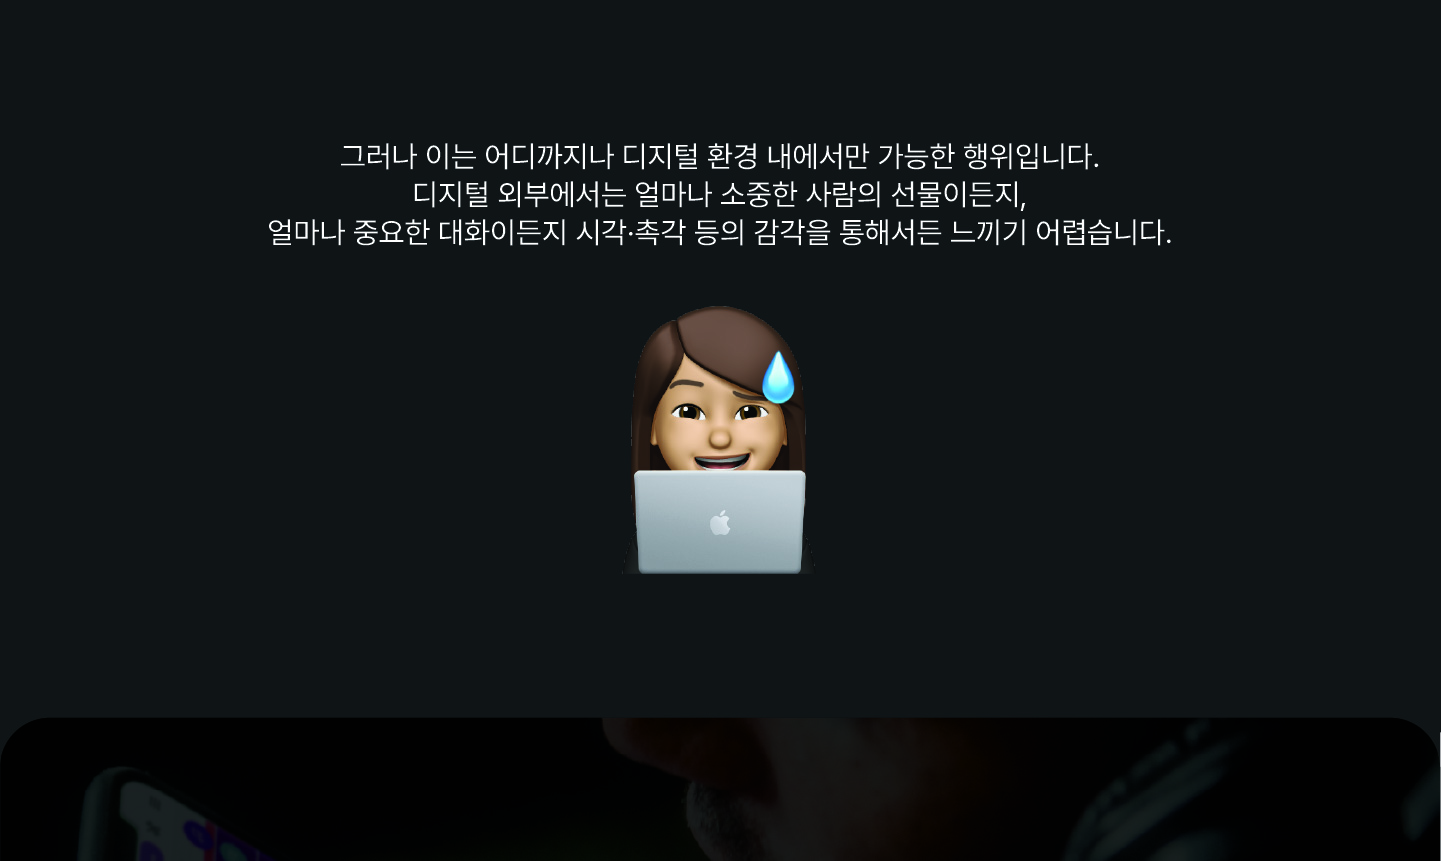 그러나 이는 어디까지나 디지털 환경 내에서만 가능한 행위입니다.
디지털 외부에서는 얼마나 소중한 사람의 선물이든지,
얼마나 중요한 대화이든지 시각·촉각 등의 감각을 통해서든 느끼기 어렵습니다.